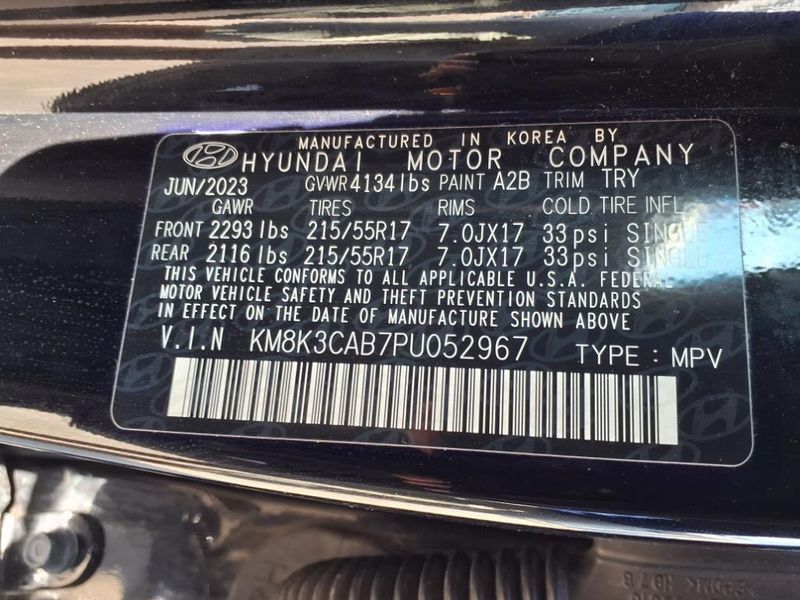 MANUFACTURED IN KOREA BY
HYUNDAI MOTOR COMPANY
JUN/2023 GVWR 4134 lbs PAINT A2B TRIM TRY
GAWR TIRES RIMS COLD TIRE INFL.
FRONT 2293 lbs 215/55R17 7.0JX17 33 psi SINGLE
REAR 2116 lbs 215/55R17 7.0JX17 33 psi SINGLE
THIS VEHICLE CONFORMS TO ALL APPLICABLE U.S.A. FEDERAL
MOTOR VEHICLE SAFETY AND THEFT PREVENTION STANDARDS
IN EFFECT ON THE DATE OF MANUFACTURE SHOWN ABOVE
V.I.N KM8K3CAB7PU052967 TYPE : MPV